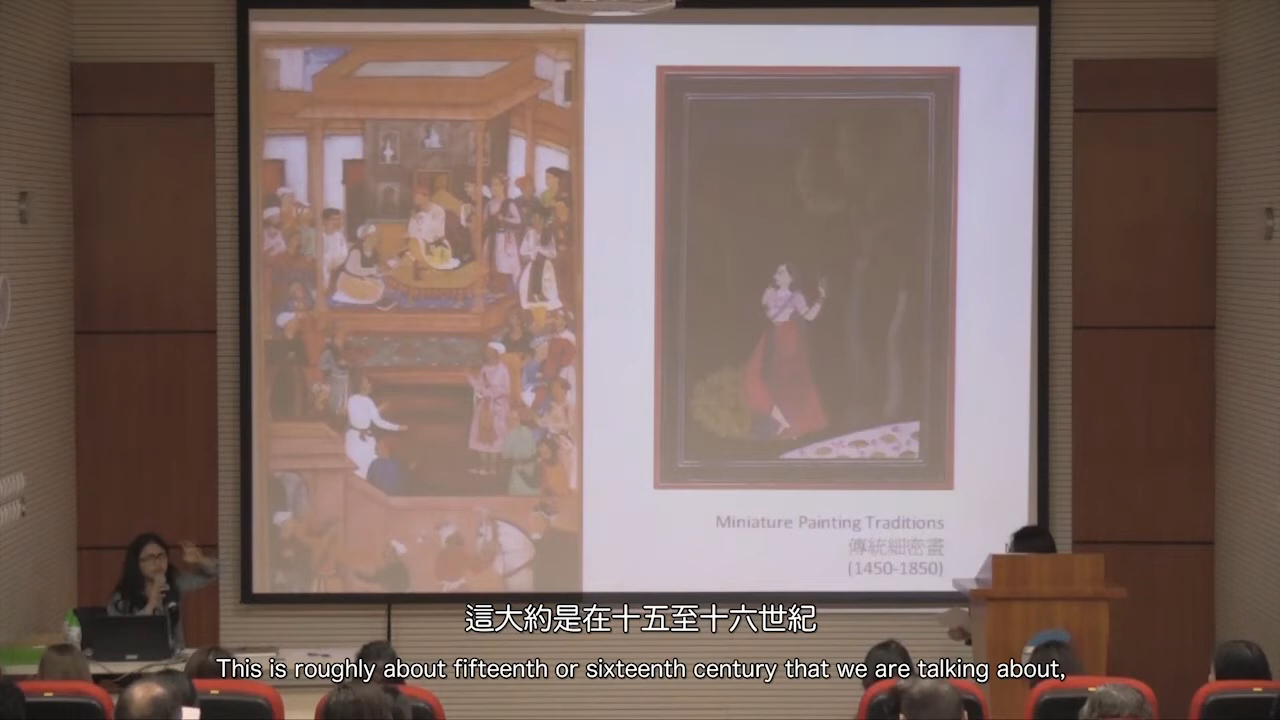 Miniature Painting Traditions
傳統細密畫
(1450-1850)
這大約是在十五至十六世紀
This is roughly about fifteenth or sixteenth century that we are talking about,